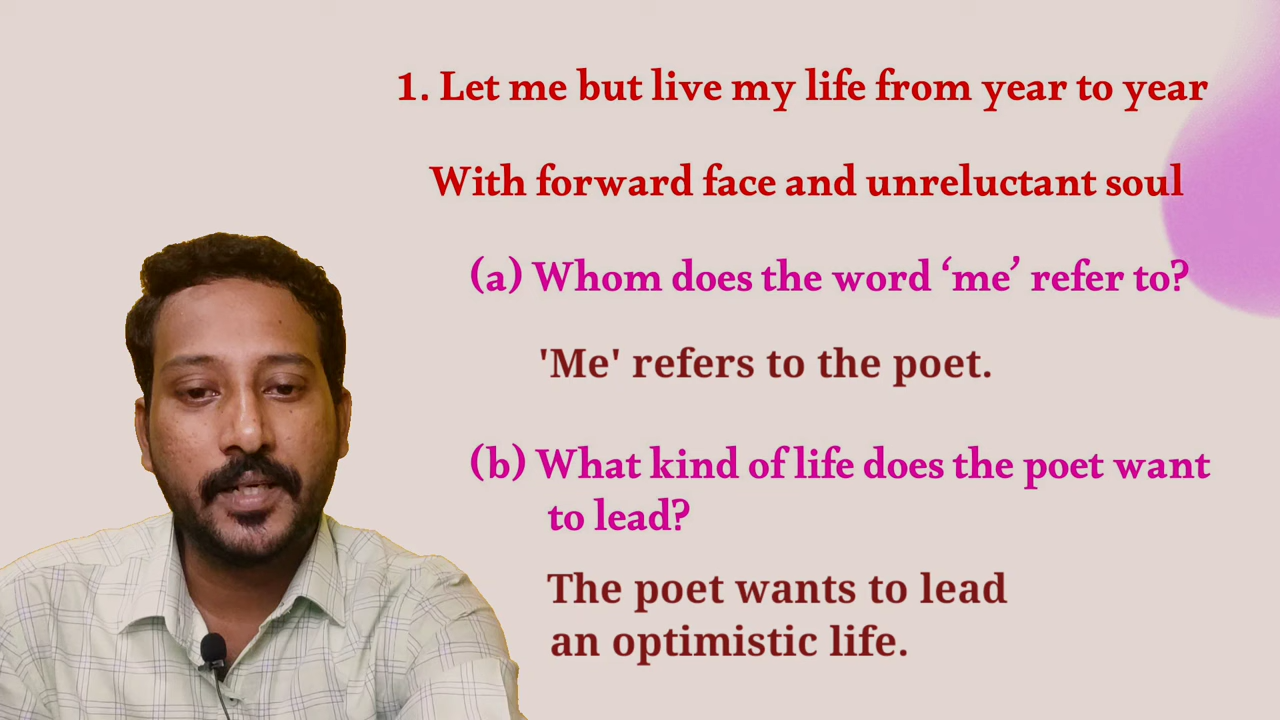 1. Let me but live my life from year to year
With forward face and unreluctant soul
(a) Whom does the word ‘me’ refer to?
'Me' refers to the poet.
(b) What kind of life does the poet want
to lead?
The poet wants to lead
an optimistic life.